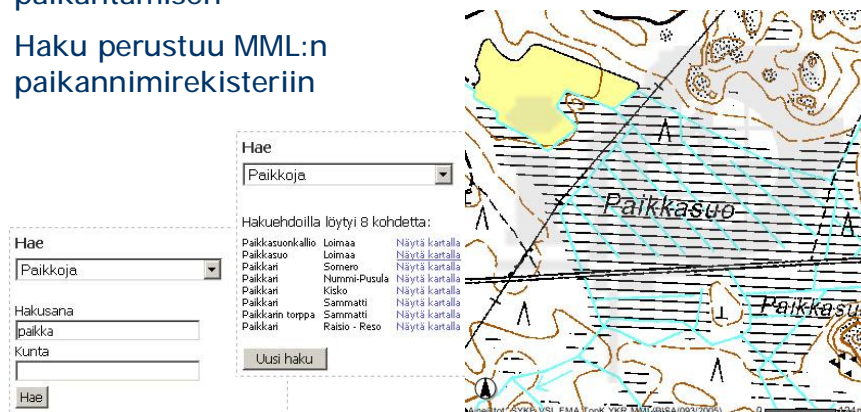 paikantamisen
Haku perustuu MML:n
paikannimirekisteriin
Hae
Paikkoja
Hakusana
paikka
Kunta
Hae
Hae
Paikkoja
Hakuehdoilla löytyi 8 kohdetta:
Paikkasuonkallio Loimaa Näytä kartalla
Paikkasuo Loimaa Näytä kartalla
Paikkari Somero Näytä kartalla
Paikkari Nummi-Pusula Näytä kartalla
Paikkari Kisko Näytä kartalla
Paikkari Sammatti Näytä kartalla
Paikkarin torppa Sammatti Näytä kartalla
Paikkari Raisio - Reso Näytä kartalla
Uusi haku
Paikkasuo
Paikkasu